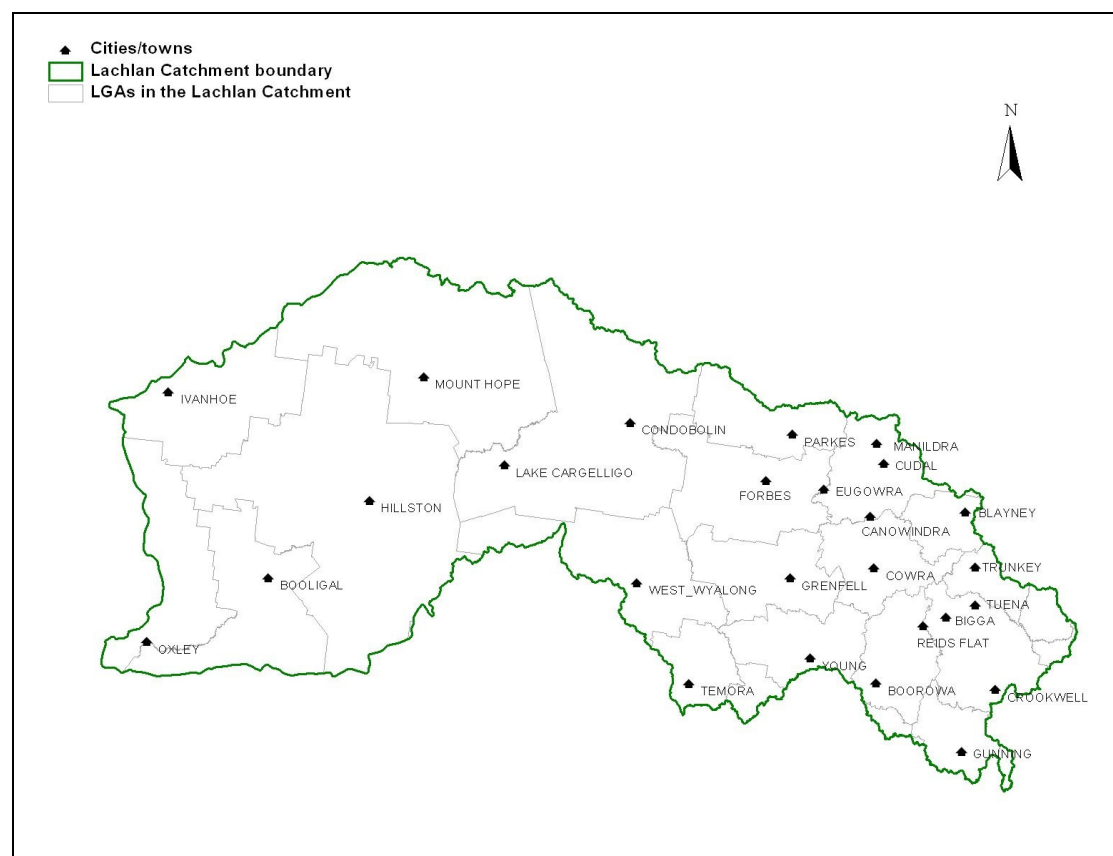 Cities/towns
Lachlan Catchment boundary
LGAs in the Lachlan Catchment
N
MOUNT HOPE
IVANHOE
CONDOBOLIN
PARKES
MANILDRA
CUDAL
LAKE CARGELLIGO
FORBES
EUGOWRA
HILLSTON
BLAYNEY
CANOWINDRA
TRUNKEY
COWRA
BOOLIGAL
WEST_WYALONG
GRENFELL
TUENA
BIGGA
REIDS FLAT
OXLEY
YOUNG
TEMORA
BOOROWA
CROOKWELL
GUNNING